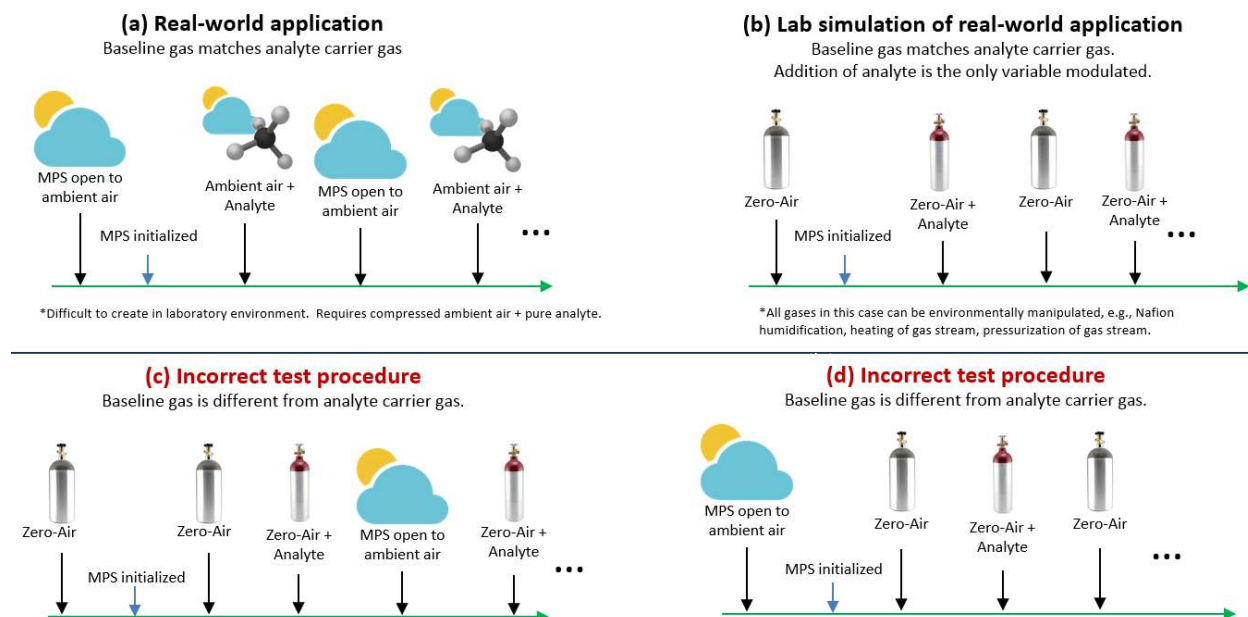 (a) Real-world application
Baseline gas matches analyte carrier gas
MPS open to
ambient air
Ambient air +
Analyte
MPS open to
ambient air
Ambient air +
Analyte
MPS initialized
...
*Difficult to create in laboratory environment. Requires compressed ambient air + pure analyte.
(b) Lab simulation of real-world application
Baseline gas matches analyte carrier gas.
Addition of analyte is the only variable modulated.
Zero-Air
Zero-Air +
Analyte
Zero-Air
Zero-Air +
Analyte
MPS initialized
...
*All gases in this case can be environmentally manipulated, e.g., Nafion
humidification, heating of gas stream, pressurization of gas stream.
(c) Incorrect test procedure
Baseline gas is different from analyte carrier gas.
Zero-Air
Zero-Air
Zero-Air +
Analyte
MPS open to
ambient air
Zero-Air +
Analyte
MPS initialized
...
(d) Incorrect test procedure
Baseline gas is different from analyte carrier gas.
MPS open to
ambient air
Zero-Air
Zero-Air +
Analyte
Zero-Air
MPS initialized
...